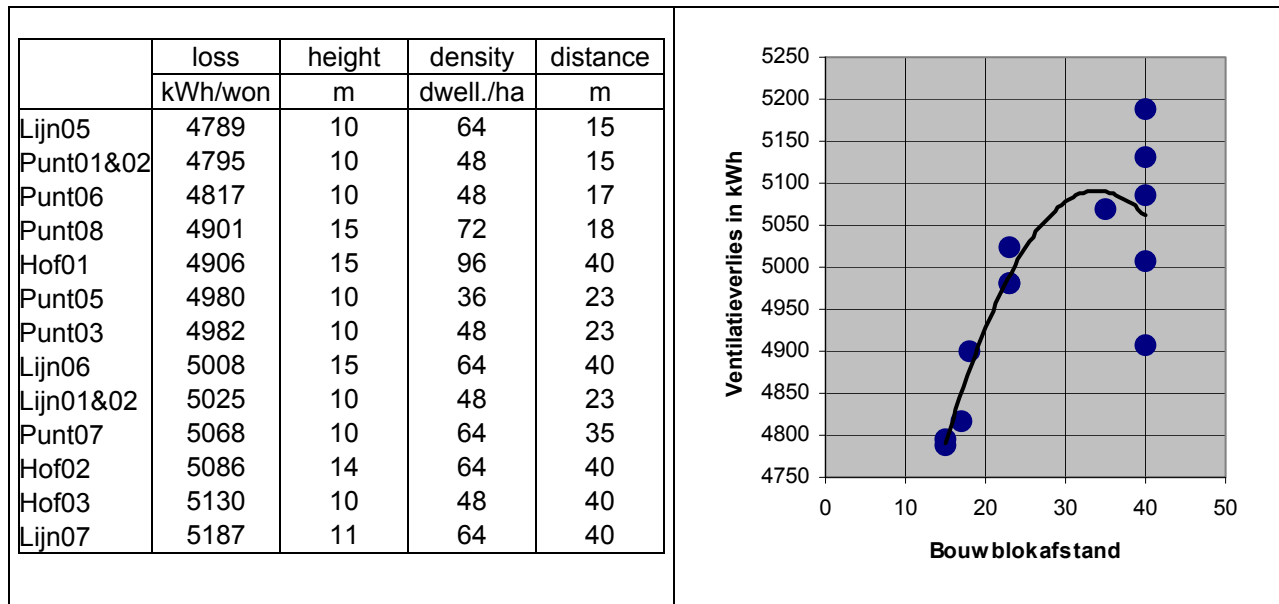 loss height density distance
kWh/won m dwell./ha m
Lijn05 4789 10 64 15
Punt01&02 4795 10 48 15
Punt06 4817 10 48 17
Punt08 4901 15 72 18
Hof01 4906 15 96 40
Punt05 4980 10 36 23
Punt03 4982 10 48 23
Lijn06 5008 15 64 40
Lijn01&02 5025 10 48 23
Punt07 5068 10 64 35
Hof02 5086 14 64 40
Hof03 5130 10 48 40
Lijn07 5187 11 64 40
Ventilatieverlies in kWh
5250
5200
5150
5100
5050
5000
4950
4900
4850
4800
4750
0 10 20 30 40 50
Bouwblokafstand